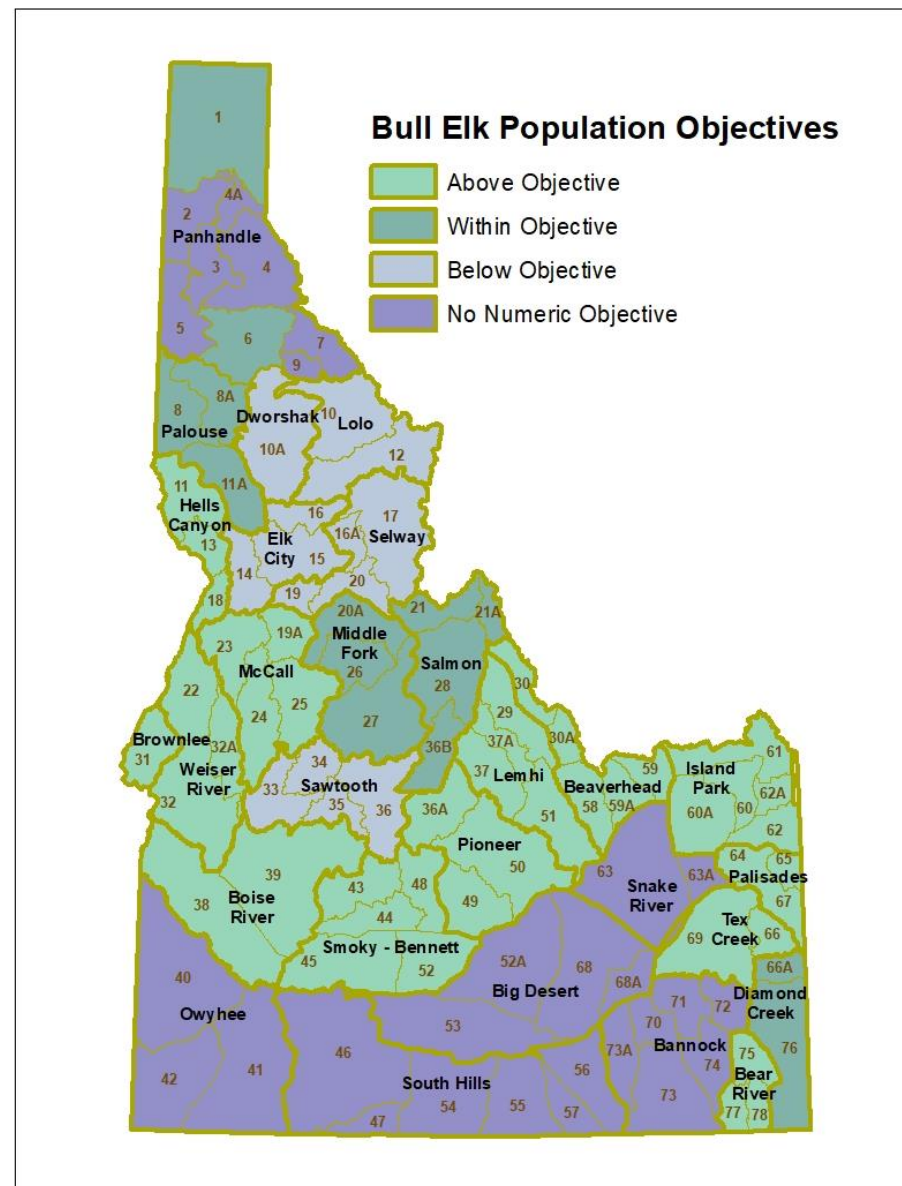 Bull Elk Population Objectives
Above Objective
Within Objective
Below Objective
No Numeric Objective
1
4A
2
Panhandle
3
4
5
6
7
9
8
8A
Palouse
Dworshak
10A
10
Lolo
12
11
11A
Hells
Canyon
13
16
Elk
City
14
15
16A
17
Selway
20
19
18
20A
21
21A
Middle
Fork
26
27
Salmon
28
36B
23
19A
McCall
24
25
22
Brownlee
31
32A
Weiser
River
32
34
33
Sawtooth
35
36
30
29
30A
37A
37
Lemhi
51
Beaverhead
59
58
59A
Island
Park
61
62A
60A
60
62
36A
Pioneer
50
49
63
Snake
River
63A
64
65
Palisades
67
39
38
Boise
River
43
48
44
Smoky - Bennett
45
52
Tex
Creek
69
66
66A
Diamond
Creek
76
52A
68
68A
Big Desert
53
40
Owyhee
42
41
46
South Hills
47
54
55
56
57
71
72
70
Bannock
73A
73
74
75
Bear
River
77
78